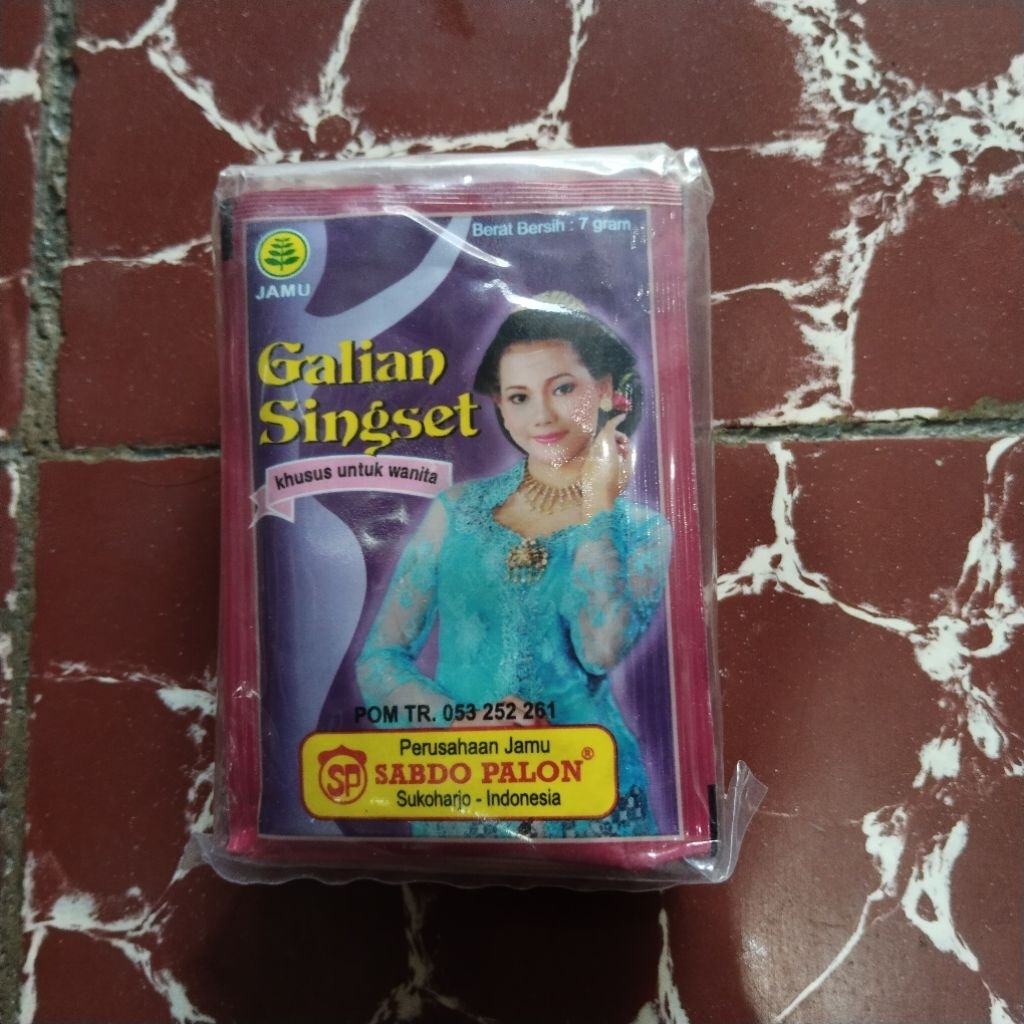 Berat Bersih : 7 gram
JAMU
Galian
Singset
khusus untuk wanita
POM TR. 053 252 261
Perusahaan Jamu
SP SABDO PALON®
Sukoharjo - Indonesia